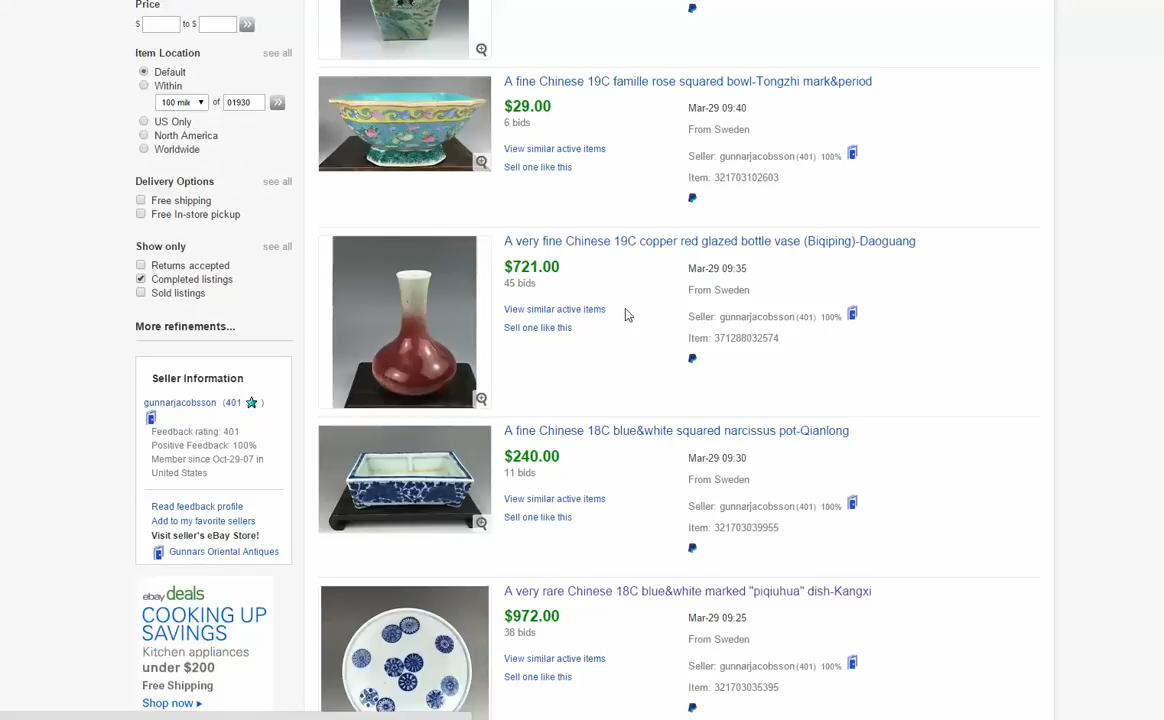 Price
$ to $
Item Location see all
Default
Within
100 mile of 01930
US Only
North America
Worldwide
Delivery Options see all
Free shipping
Free In-store pickup
Show only see all
Returns accepted
Completed listings
Sold listings
More refinements...
Seller Information
gunnarjacobsson (401 )
Feedback rating: 401
Positive Feedback: 100%
Member since Oct-29-07 in
United States
Read feedback profile
Add to my favorite sellers
Visit seller's eBay Store!
Gunnars Oriental Antiques
ebay deals
COOKING UP
SAVINGS
Kitchen appliances
under $200
Free Shipping
Shop now
A fine Chinese 19C famille rose squared bowl-Tongzhi mark&period
$29.00 Mar-29 09:40
6 bids
From Sweden
View similar active items
Seller: gunnarjacobsson (401) 100%
Sell one like this
Item: 321703102603
A very fine Chinese 19C copper red glazed bottle vase (Biqiping)-Daoguang
$721.00 Mar-29 09:35
45 bids
From Sweden
View similar active items
Seller: gunnarjacobsson (401) 100%
Sell one like this
Item: 371288032574
A fine Chinese 18C blue&white squared narcissus pot-Qianlong
$240.00 Mar-29 09:30
11 bids
From Sweden
View similar active items
Seller: gunnarjacobsson (401) 100%
Sell one like this
Item: 321703039955
A very rare Chinese 18C blue&white marked "piqiuhua" dish-Kangxi
$972.00 Mar-29 09:25
38 bids
From Sweden
View similar active items
Seller: gunnarjacobsson (401) 100%
Sell one like this
Item: 321703035395